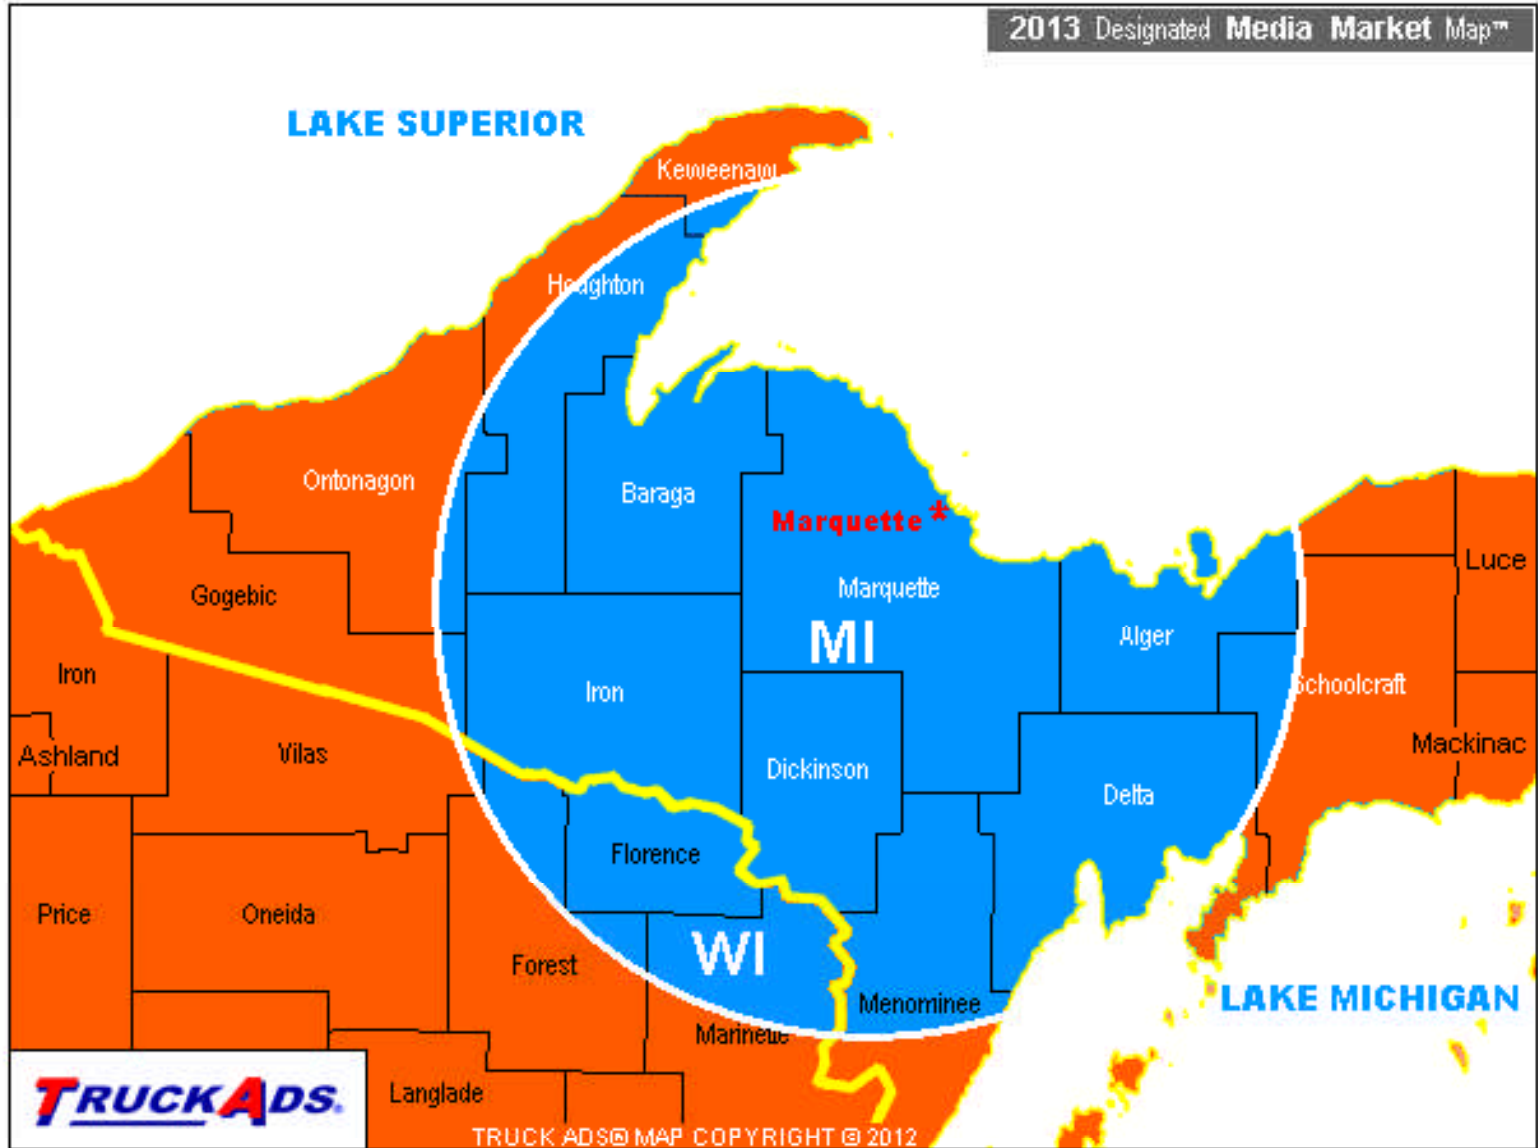 2013 Designated Media Market Map™
LAKE SUPERIOR
Keweenaw
Houghton
Ontonagon
Baraga
Marquette*
Luce
Gogebic
Marquette
Alger
MI
Iron
Iron
Schoolcraft
Ashland
Vilas
Dickinson
Mackinac
Delta
Florence
Price
Oneida
WI
Forest
LAKE MICHIGAN
Menominee
Marinette
TRUCKADS.
Langlade
TRUCK ADS® MAP COPYRIGHT © 2012